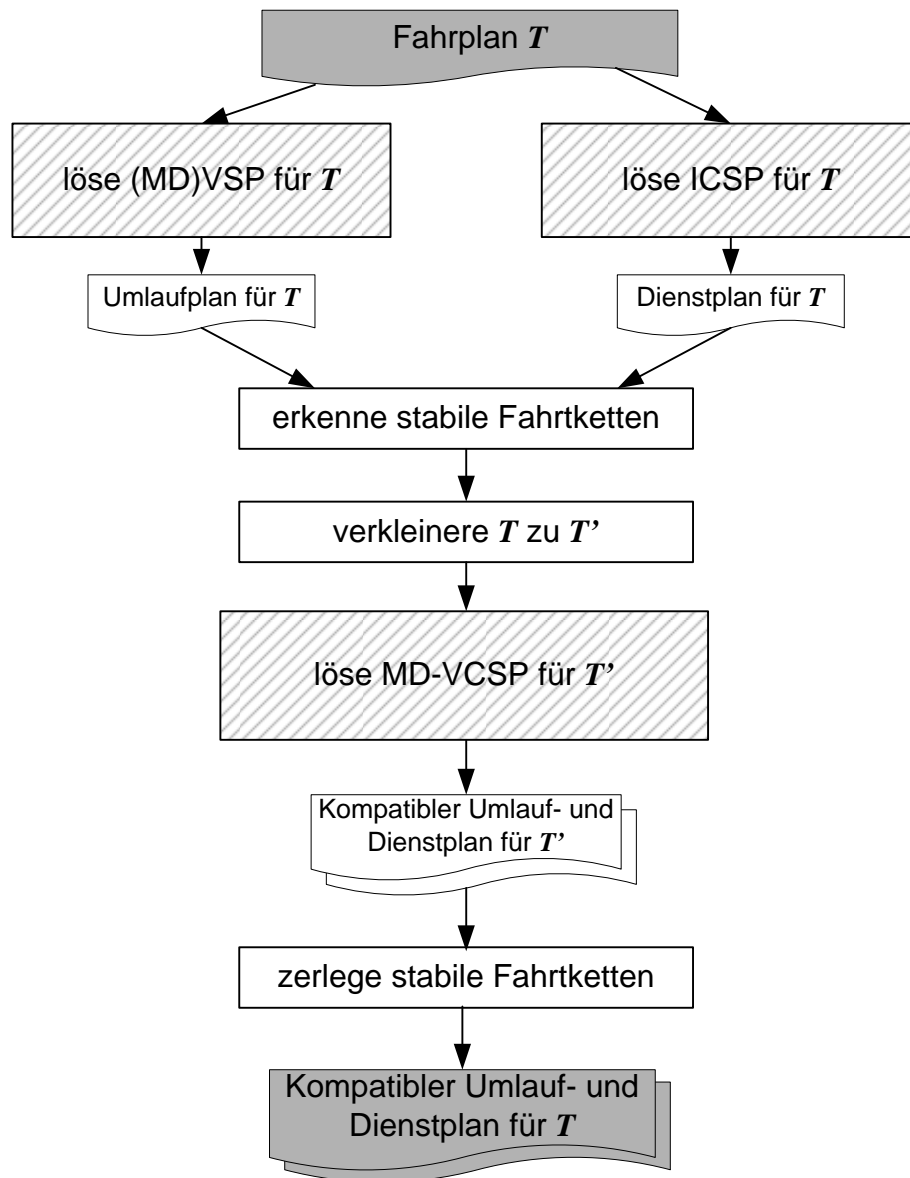 Fahrplan T
löse (MD)VSP für T
löse ICSP für T
Umlaufplan für T
Dienstplan für T
erkenne stabile Fahrtketten
verkleinere T zu T’
löse MD-VCSP für T’
Kompatibler Umlauf- und
Dienstplan für T’
zerlege stabile Fahrtketten
Kompatibler Umlauf- und
Dienstplan für T